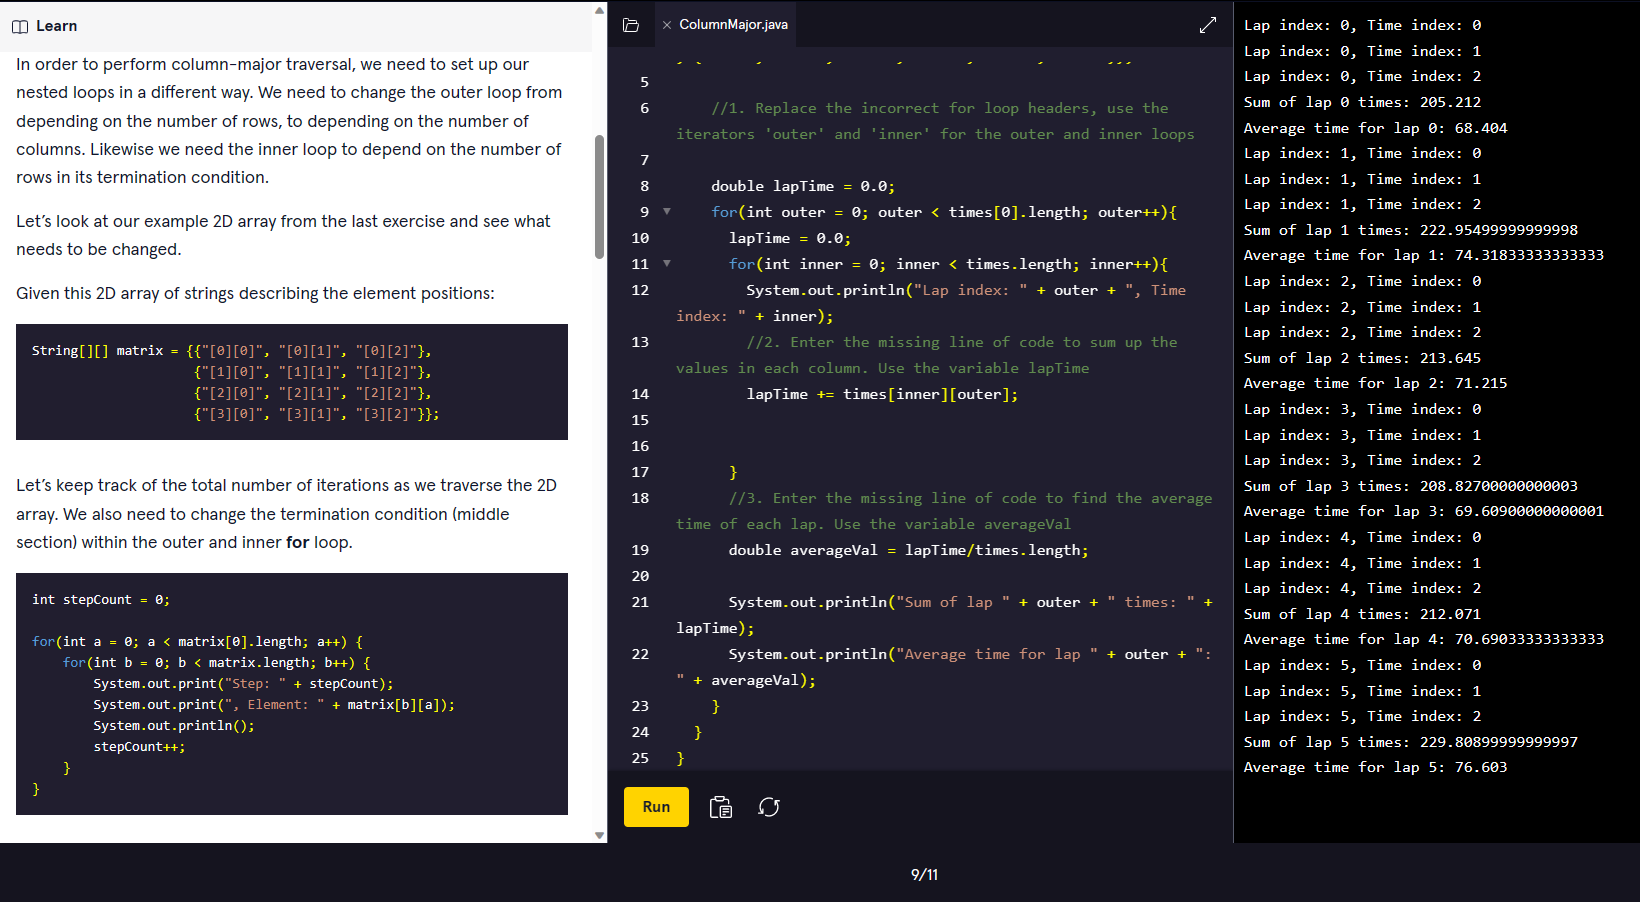 Learn
In order to perform column-major traversal, we need to set up our
nested loops in a different way. We need to change the outer loop from
depending on the number of rows, to depending on the number of
columns. Likewise we need the inner loop to depend on the number of
rows in its termination condition.
Let’s look at our example 2D array from the last exercise and see what
needs to be changed.
Given this 2D array of strings describing the element positions:
String[][] matrix = {{"[0][0]", "[0][1]", "[0][2]"},
{"[1][0]", "[1][1]", "[1][2]"},
{"[2][0]", "[2][1]", "[2][2]"},
{"[3][0]", "[3][1]", "[3][2]"}};
Let’s keep track of the total number of iterations as we traverse the 2D
array. We also need to change the termination condition (middle
section) within the outer and inner for loop.
int stepCount = 0;
for(int a = 0; a < matrix[0].length; a++) {
for(int b = 0; b < matrix.length; b++) {
System.out.print("Step: " + stepCount);
System.out.print(", Element: " + matrix[b][a]);
System.out.println();
stepCount++;
}
}
ColumnMajor.java
5
6 //1. Replace the incorrect for loop headers, use the
iterators 'outer' and 'inner' for the outer and inner loops
7
8 double lapTime = 0.0;
9 for(int outer = 0; outer < times[0].length; outer++){
10 lapTime = 0.0;
11 for(int inner = 0; inner < times.length; inner++){
12 System.out.println("Lap index: " + outer + ", Time
index: " + inner);
13 //2. Enter the missing line of code to sum up the
values in each column. Use the variable lapTime
14 lapTime += times[inner][outer];
15
16
17 }
18 //3. Enter the missing line of code to find the average
time of each lap. Use the variable averageVal
19 double averageVal = lapTime/times.length;
20
21 System.out.println("Sum of lap " + outer + " times: " +
lapTime);
22 System.out.println("Average time for lap " + outer + ":
" + averageVal);
23 }
24 }
25 }
Run
Lap index: 0, Time index: 0
Lap index: 0, Time index: 1
Lap index: 0, Time index: 2
Sum of lap 0 times: 205.212
Average time for lap 0: 68.404
Lap index: 1, Time index: 0
Lap index: 1, Time index: 1
Lap index: 1, Time index: 2
Sum of lap 1 times: 222.95499999999998
Average time for lap 1: 74.31833333333333
Lap index: 2, Time index: 0
Lap index: 2, Time index: 1
Lap index: 2, Time index: 2
Sum of lap 2 times: 213.645
Average time for lap 2: 71.215
Lap index: 3, Time index: 0
Lap index: 3, Time index: 1
Lap index: 3, Time index: 2
Sum of lap 3 times: 208.82700000000003
Average time for lap 3: 69.60900000000001
Lap index: 4, Time index: 0
Lap index: 4, Time index: 1
Lap index: 4, Time index: 2
Sum of lap 4 times: 212.071
Average time for lap 4: 70.69033333333333
Lap index: 5, Time index: 0
Lap index: 5, Time index: 1
Lap index: 5, Time index: 2
Sum of lap 5 times: 229.80899999999997
Average time for lap 5: 76.603
9/11